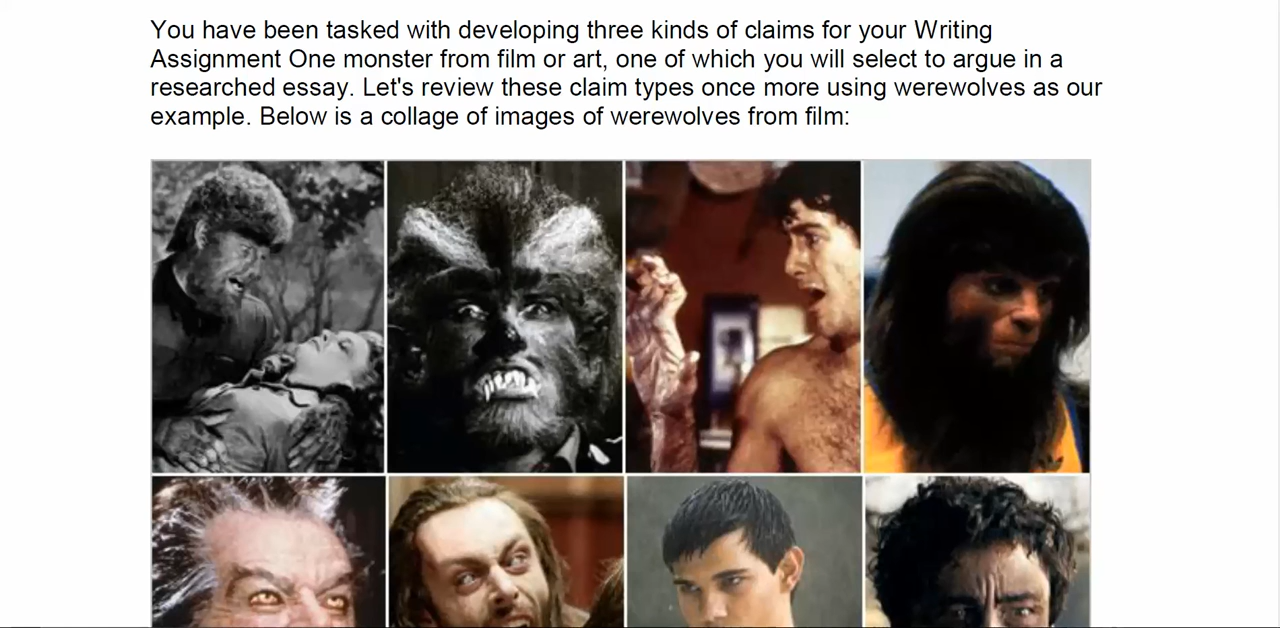 You have been tasked with developing three kinds of claims for your Writing
Assignment One monster from film or art, one of which you will select to argue in a
researched essay. Let's review these claim types once more using werewolves as our
example. Below is a collage of images of werewolves from film: